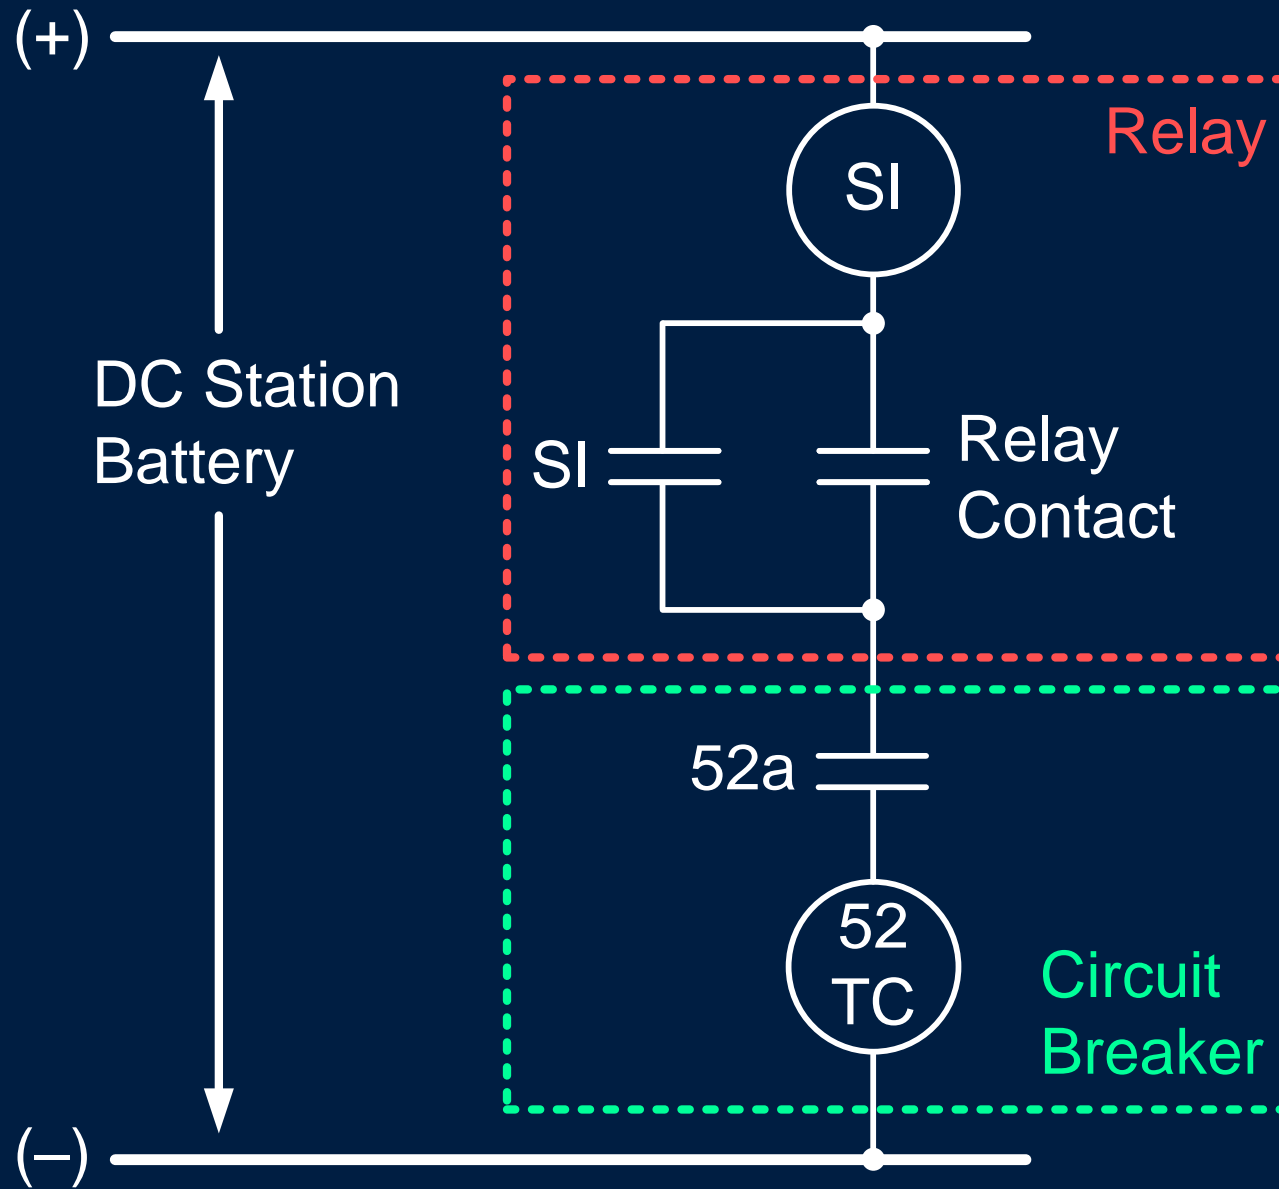 (+)
Relay
SI
DC Station
Battery
SI
Relay
Contact
52a
52
TC
Circuit
Breaker
(–)